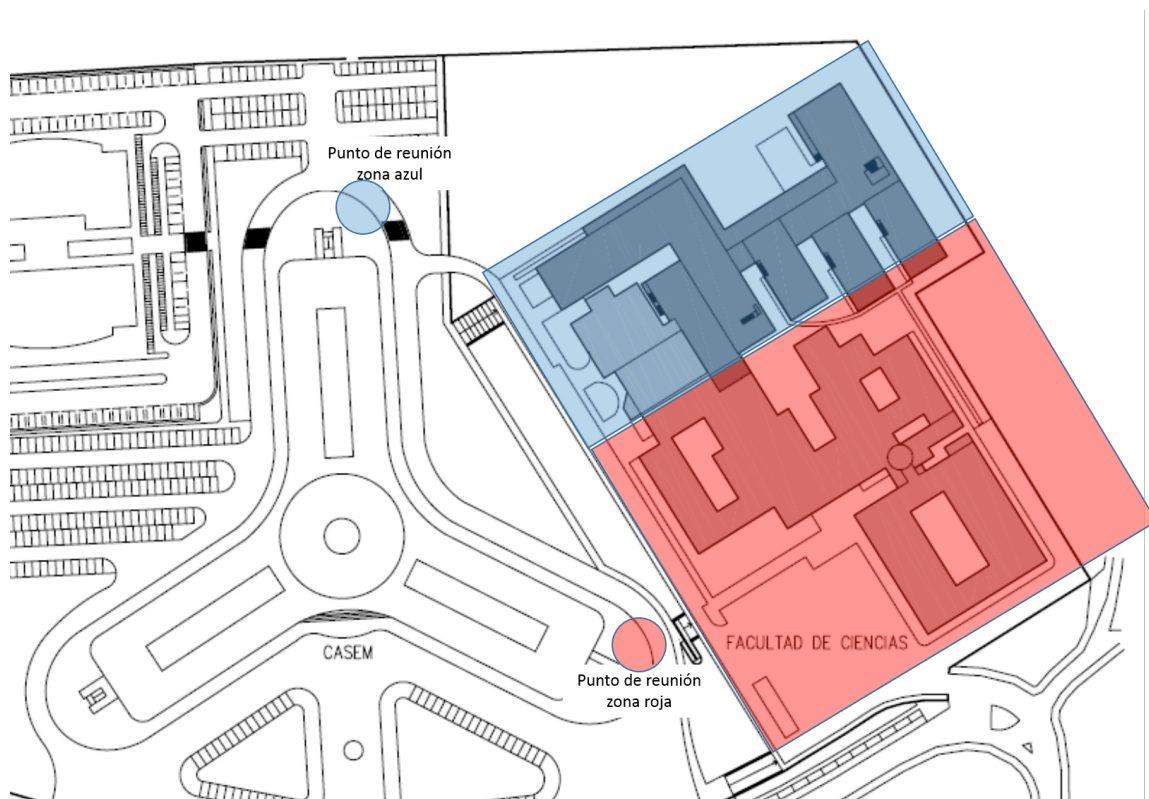 Punto de reunión
zona azul
FACULTAD DE CIENCIAS
CASEM
Punto de reunión
zona roja